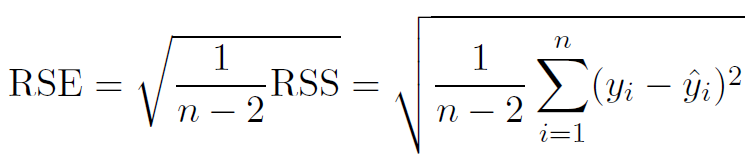 RSE = √(1/(n − 2) RSS) = √(1/(n − 2) ∑_{i=1}^{n} (y_i − ŷ_i)²)